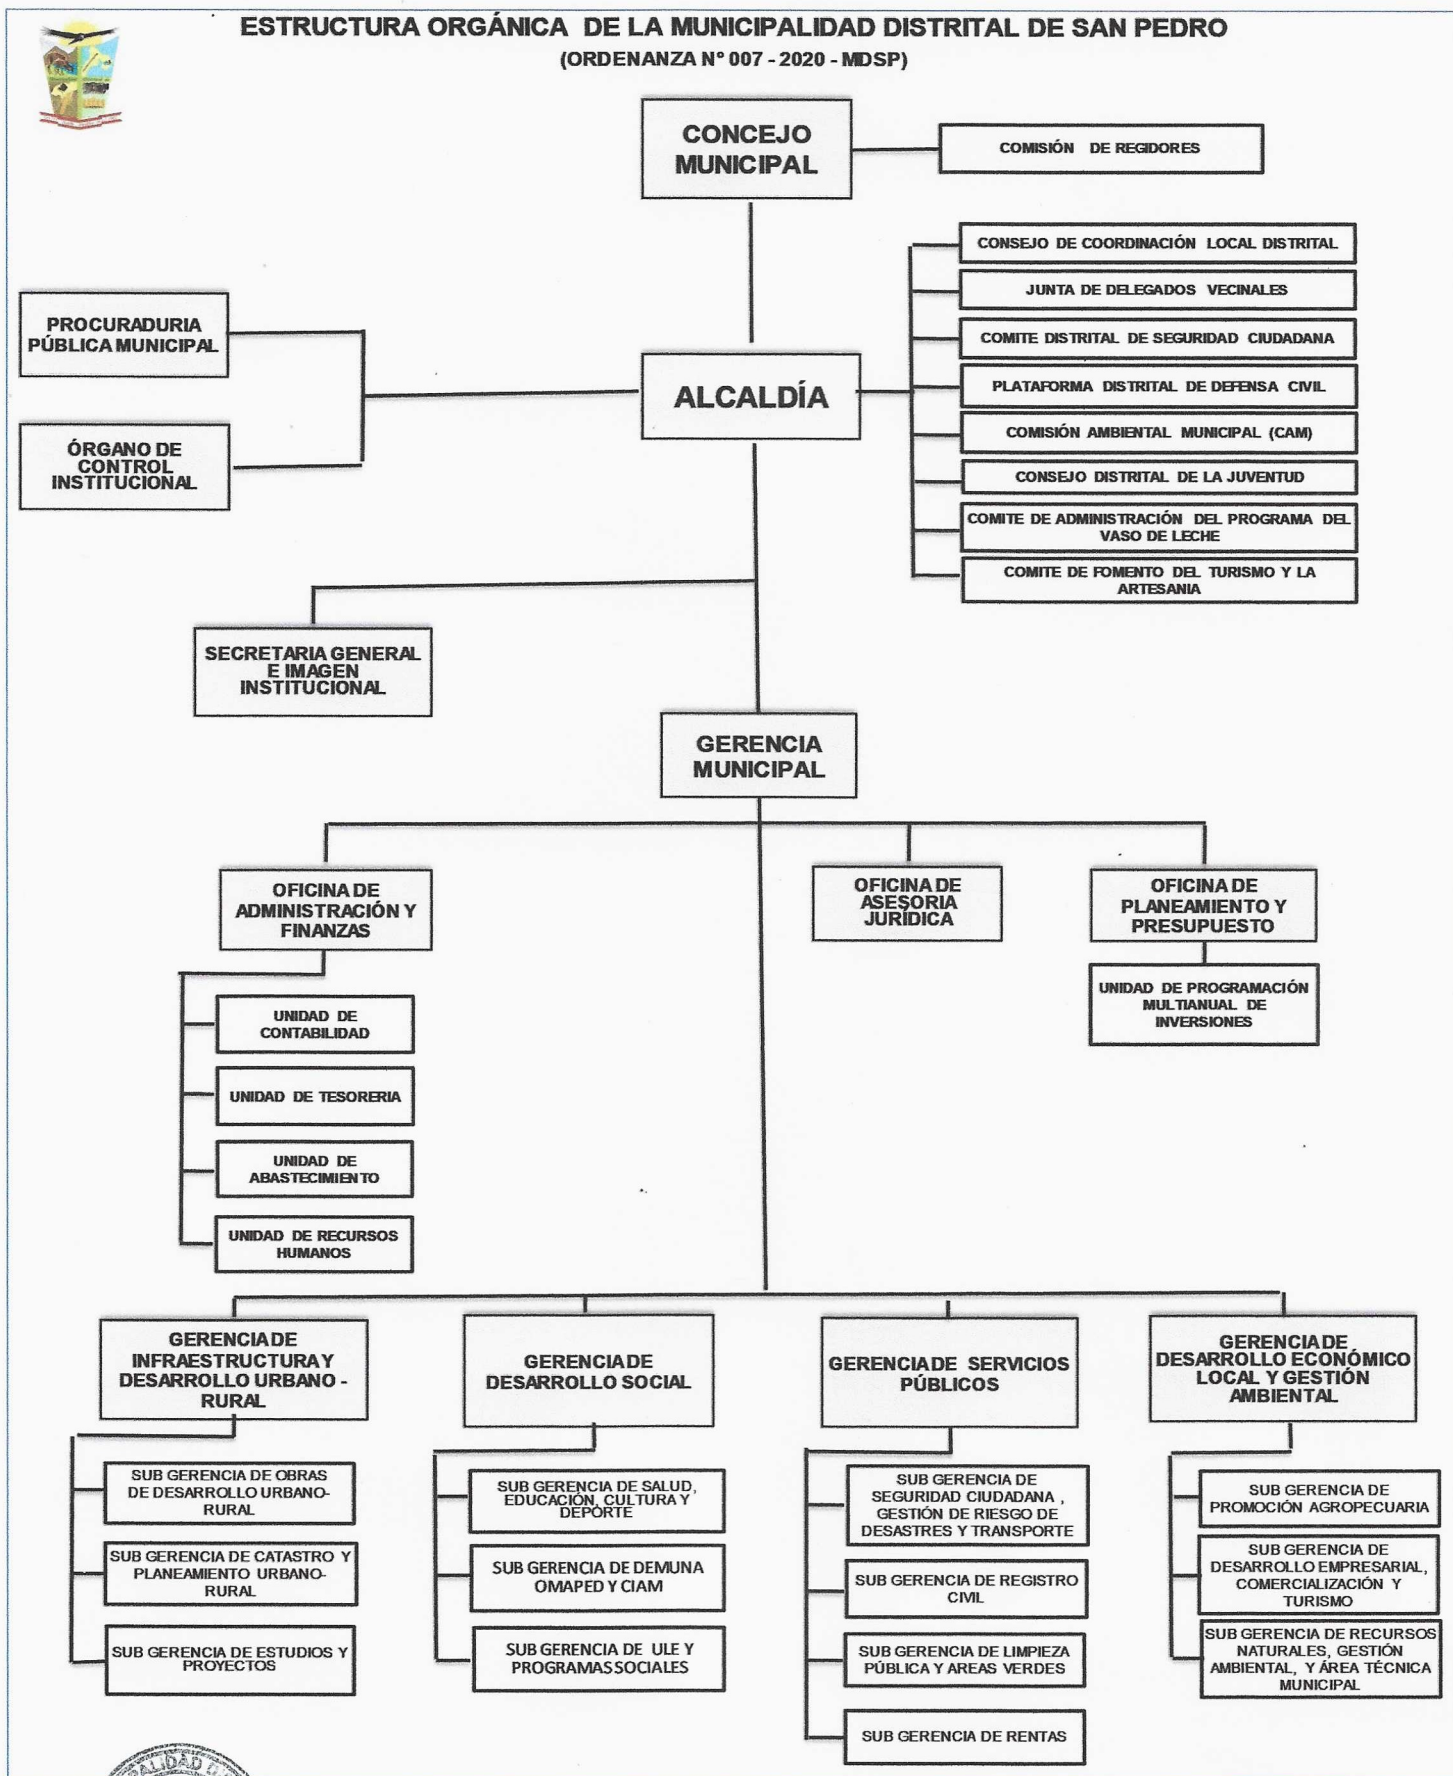 ESTRUCTURA ORGÁNICA DE LA MUNICIPALIDAD DISTRITAL DE SAN PEDRO
(ORDENANZA N° 007 - 2020 - MDSP)
CONCEJO
MUNICIPAL
COMISIÓN DE REGIDORES
CONSEJO DE COORDINACIÓN LOCAL DISTRITAL
JUNTA DE DELEGADOS VECINALES
COMITE DISTRITAL DE SEGURIDAD CIUDADANA
PLATAFORMA DISTRITAL DE DEFENSA CIVIL
COMISIÓN AMBIENTAL MUNICIPAL (CAM)
CONSEJO DISTRITAL DE LA JUVENTUD
COMITE DE ADMINISTRACIÓN DEL PROGRAMA DEL
VASO DE LECHE
COMITE DE FOMENTO DEL TURISMO Y LA
ARTESANIA
PROCURADURIA
PÚBLICA MUNICIPAL
ÓRGANO DE
CONTROL
INSTITUCIONAL
ALCALDÍA
SECRETARIA GENERAL
E IMAGEN
INSTITUCIONAL
GERENCIA
MUNICIPAL
OFICINA DE
ADMINISTRACIÓN Y
FINANZAS
OFICINA DE
ASESORIA
JURÍDICA
OFICINA DE
PLANEAMIENTO Y
PRESUPUESTO
UNIDAD DE PROGRAMACIÓN
MULTIANUAL DE
INVERSIONES
UNIDAD DE
CONTABILIDAD
UNIDAD DE TESORERIA
UNIDAD DE
ABASTECIMIENTO
UNIDAD DE RECURSOS
HUMANOS
GERENCIA DE
INFRAESTRUCTURA Y
DESARROLLO URBANO -
RURAL
SUB GERENCIA DE OBRAS
DE DESARROLLO URBANO-
RURAL
SUB GERENCIA DE CATASTRO Y
PLANEAMIENTO URBANO-
RURAL
SUB GERENCIA DE ESTUDIOS Y
PROYECTOS
GERENCIA DE
DESARROLLO SOCIAL
SUB GERENCIA DE SALUD,
EDUCACIÓN, CULTURA Y
DEPORTE
SUB GERENCIA DE DEMUNA
OMAPED Y CIAM
SUB GERENCIA DE ULE Y
PROGRAMAS SOCIALES
GERENCIA DE SERVICIOS
PÚBLICOS
SUB GERENCIA DE
SEGURIDAD CIUDADANA ,
GESTIÓN DE RIESGO DE
DESASTRES Y TRANSPORTE
SUB GERENCIA DE REGISTRO
CIVIL
SUB GERENCIA DE LIMPIEZA
PÚBLICA Y AREAS VERDES
SUB GERENCIA DE RENTAS
GERENCIA DE
DESARROLLO ECONÓMICO
LOCAL Y GESTIÓN
AMBIENTAL
SUB GERENCIA DE
PROMOCIÓN AGROPECUARIA
SUB GERENCIA DE
DESARROLLO EMPRESARIAL,
COMERCIALIZACIÓN Y
TURISMO
SUB GERENCIA DE RECURSOS
NATURALES, GESTIÓN
AMBIENTAL, Y ÁREA TÉCNICA
MUNICIPAL